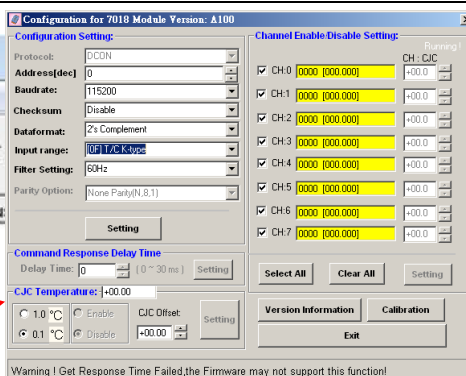 Configuration for 7018 Module Version: A100
Configuration Setting:
Protocol: DCON
Address[dec] 0
Baudrate: 115200
Checksum Disable
Dataformat: 2's Complement
Input range: [0F] T/C K-type
Filter Setting: 60Hz
Parity Option: None Parity(N,8,1)
Setting
Command Response Delay Time
Delay Time: 0 ( 0 ~ 30 ms ) Setting
CJC Temperature: +00.00
1.0 °C Enable CJC Offset: Setting
0.1 °C Disable +00.00
Channel Enable/Disable Setting:
Running !
CH : CJC
CH:0 0000 [000.000] +00.0
CH:1 0000 [000.000] +00.0
CH:2 0000 [000.000] +00.0
CH:3 0000 [000.000] +00.0
CH:4 0000 [000.000] +00.0
CH:5 0000 [000.000] +00.0
CH:6 0000 [000.000] +00.0
CH:7 0000 [000.000] +00.0
Select All Clear All Setting
Version Information Calibration
Exit
Warning ! Get Response Time Failed,the Firmware may not support this function!